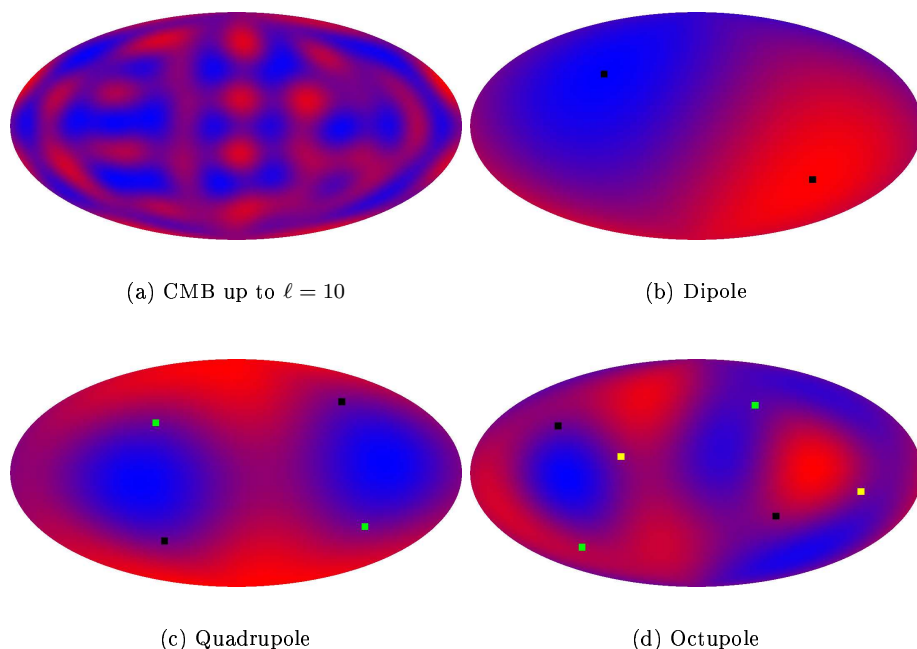 (a) CMB up to ℓ = 10
(b) Dipole
(c) Quadrupole
(d) Octupole